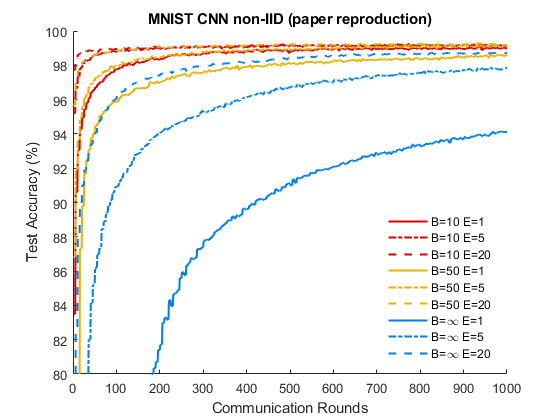 MNIST CNN non-IID (paper reproduction)
100
98
96
94
92
90
88
86
84
82
80
Test Accuracy (%)
B=10 E=1
B=10 E=5
B=10 E=20
B=50 E=1
B=50 E=5
B=50 E=20
B=∞ E=1
B=∞ E=5
B=∞ E=20
0 100 200 300 400 500 600 700 800 900 1000
Communication Rounds